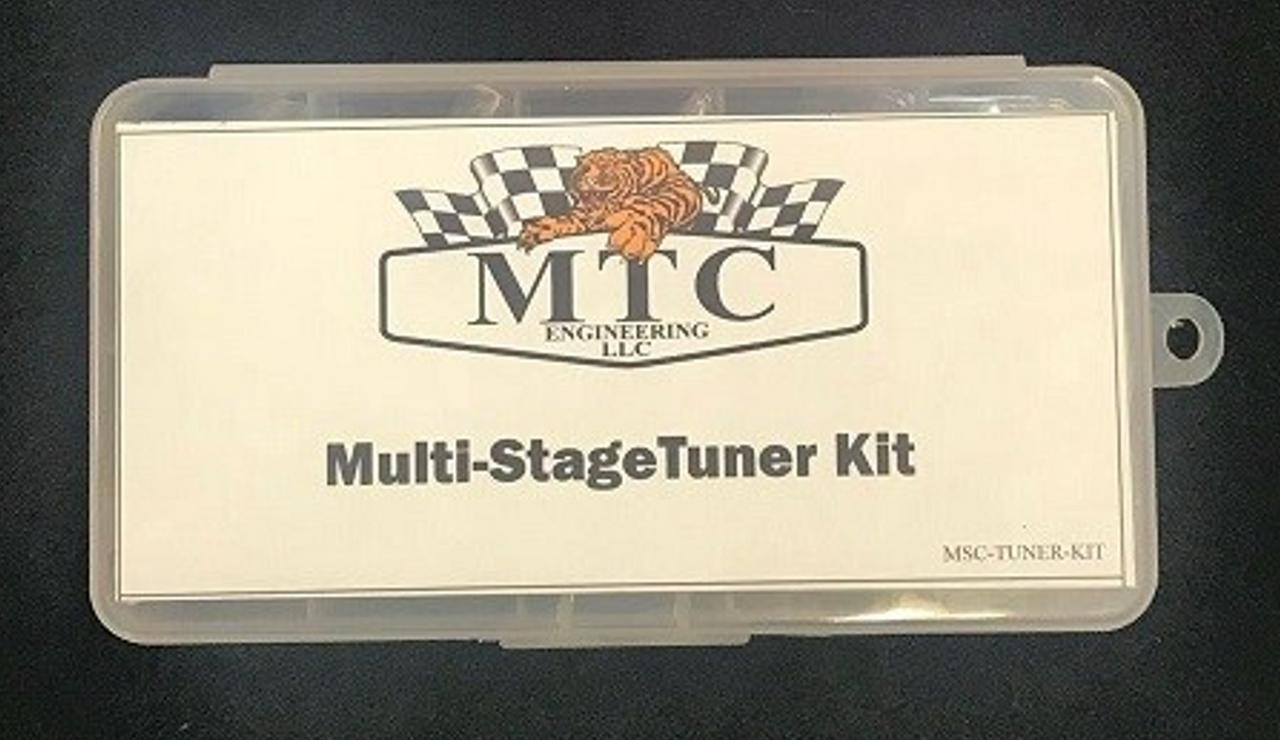 MTC
ENGINEERING
LLC
Multi-StageTuner Kit
MSC-TUNER-KIT